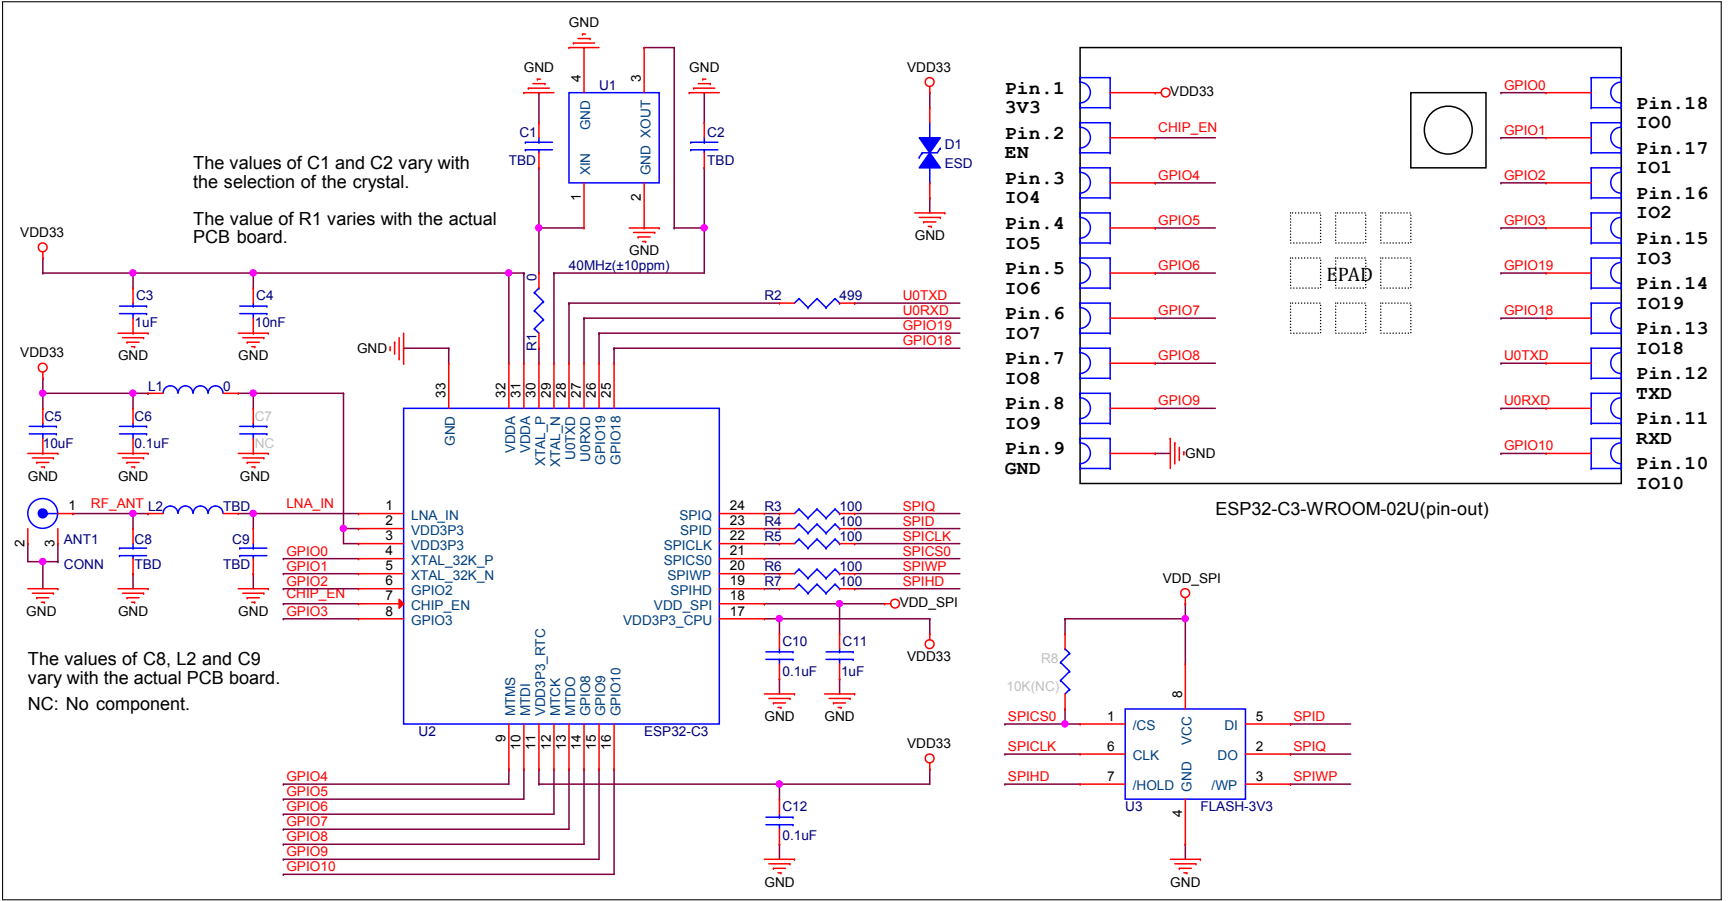 The values of C1 and C2 vary with
the selection of the crystal.
The value of R1 varies with the actual
PCB board.
GND
GND
GND
4
3
U1
GND
XOUT
XIN
GND
1
2
C1
TBD
C2
TBD
GND
40MHz(±10ppm)
VDD33
D1
ESD
GND
VDD33
C3
1uF
GND
C4
10nF
GND
R1
0
R2
499
U0TXD
U0RXD
GPIO19
GPIO18
GND
VDD33
L1
0
C5
10uF
GND
C6
0.1uF
GND
C7
NC
GND
33
32
31
30
29
28
27
26
25
GND
VDDA
VDDA
XTAL_P
XTAL_N
U0TXD
U0RXD
GPIO19
GPIO18
1
RF_ANT
L2
TBD
LNA_IN
2
3
ANT1
CONN
GND
C8
TBD
GND
C9
TBD
GND
GPIO0
GPIO1
GPIO2
CHIP_EN
GPIO3
1
2
3
4
5
6
7
8
LNA_IN
VDD3P3
VDD3P3
XTAL_32K_P
XTAL_32K_N
GPIO2
CHIP_EN
GPIO3
SPIQ
SPID
SPICLK
SPICS0
SPIWP
SPIHD
VDD_SPI
VDD3P3_CPU
24
23
22
21
20
19
18
17
R3
100
SPIQ
R4
100
SPID
R5
100
SPICLK
SPICS0
R6
100
SPIWP
R7
100
SPIHD
VDD_SPI
VDD33
C10
0.1uF
GND
C11
1uF
GND
The values of C8, L2 and C9
vary with the actual PCB board.
NC: No component.
MTMS
MTDI
VDD3P3_RTC
MTCK
MTDO
GPIO8
GPIO9
GPIO10
U2
ESP32-C3
9
10
11
12
13
14
15
16
GPIO4
GPIO5
GPIO6
GPIO7
GPIO8
GPIO9
GPIO10
VDD33
C12
0.1uF
GND
Pin.1
3V3
VDD33
Pin.2
EN
CHIP_EN
Pin.3
IO4
GPIO4
Pin.4
IO5
GPIO5
Pin.5
IO6
GPIO6
Pin.6
IO7
GPIO7
Pin.7
IO8
GPIO8
Pin.8
IO9
GPIO9
Pin.9
GND
GND
EPAD
GPIO0
Pin.18
IO0
GPIO1
Pin.17
IO1
GPIO2
Pin.16
IO2
GPIO3
Pin.15
IO3
GPIO19
Pin.14
IO19
GPIO18
Pin.13
IO18
U0TXD
Pin.12
TXD
U0RXD
Pin.11
RXD
GPIO10
Pin.10
IO10
ESP32-C3-WROOM-02U(pin-out)
VDD_SPI
R8
10K(NC)
8
SPICS0
1
/CS
VCC
DI
5
SPID
SPICLK
6
CLK
DO
2
SPIQ
SPIHD
7
/HOLD
GND
/WP
3
SPIWP
U3
FLASH-3V3
4
GND